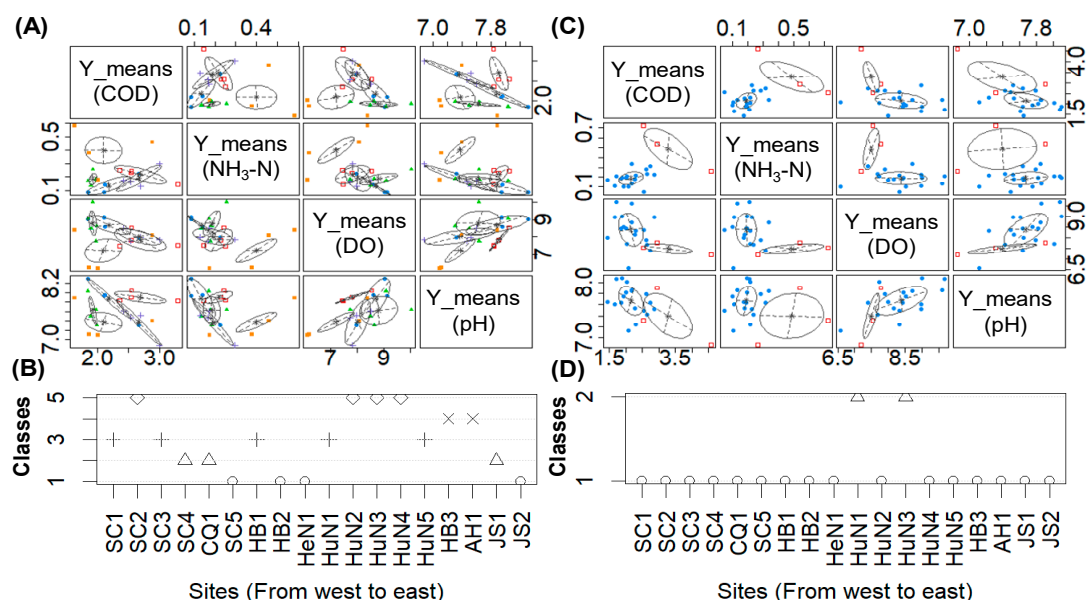 (A)
0.1 0.4
7.0 7.8
Y_means
(COD)
2.0
0.5
0.1
Y_means
(NH₃-N)
Y_means
(DO)
9
7
8.2
7.0
Y_means
(pH)
2.0 3.0
7 9
(B)
Classes
5
3
1
SC1 SC2 SC3 SC4 CQ1 SC5 HB1 HB2 HeN1 HuN1 HuN2 HuN3 HuN4 HuN5 HB3 AH1 JS1 JS2
Sites (From west to east)
(C)
0.1 0.5
7.0 7.8
Y_means
(COD)
4.0
1.5
0.7
0.1
Y_means
(NH₃-N)
Y_means
(DO)
9.0
6.5
8.0
7.0
Y_means
(pH)
1.5 3.5
6.5 8.5
(D)
Classes
2
1
SC1 SC2 SC3 SC4 CQ1 SC5 HB1 HB2 HeN1 HuN1 HuN2 HuN3 HuN4 HuN5 HB3 AH1 JS1 JS2
Sites (From west to east)